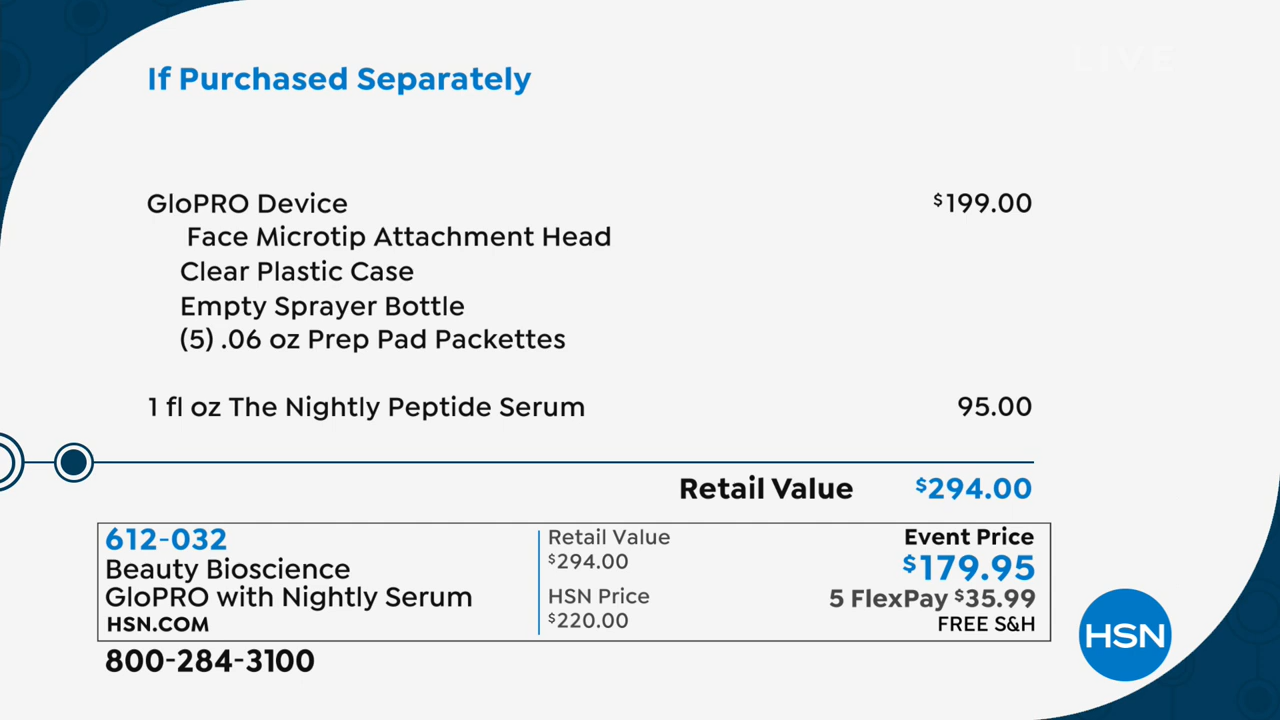 LIVE
If Purchased Separately
GloPRO Device $199.00
Face Microtip Attachment Head
Clear Plastic Case
Empty Sprayer Bottle
(5) .06 oz Prep Pad Packettes
1 fl oz The Nightly Peptide Serum 95.00
Retail Value $294.00
612-032
Beauty Bioscience
GloPRO with Nightly Serum
HSN.COM
Retail Value
$294.00
HSN Price
$220.00
Event Price
$179.95
5 FlexPay $35.99
FREE S&H
HSN
800-284-3100